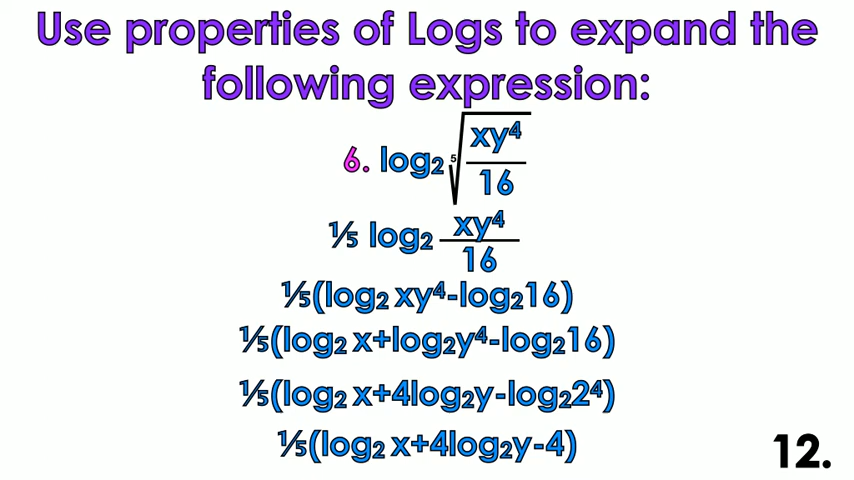 Use properties of Logs to expand the
following expression:
6. log₂ ⁵√(xy⁴/16)
⅕ log₂ xy⁴/16
⅕(log₂ xy⁴-log₂16)
⅕(log₂ x+log₂y⁴-log₂16)
⅕(log₂ x+4log₂y-log₂2⁴)
⅕(log₂ x+4log₂y-4)
12.